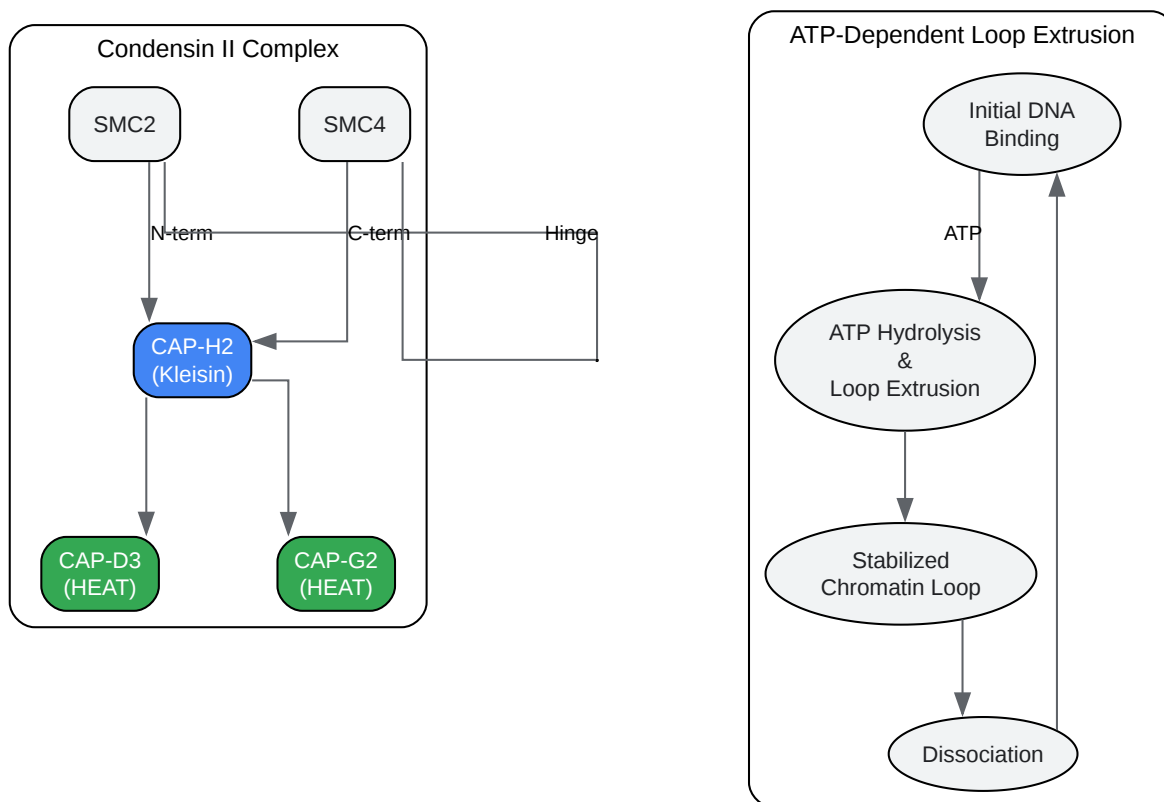 Condensin II Complex
SMC2
SMC4
N-term
C-term
Hinge
CAP-H2
(Kleisin)
CAP-D3
(HEAT)
CAP-G2
(HEAT)
ATP-Dependent Loop Extrusion
Initial DNA
Binding
ATP
ATP Hydrolysis
&
Loop Extrusion
Stabilized
Chromatin Loop
Dissociation